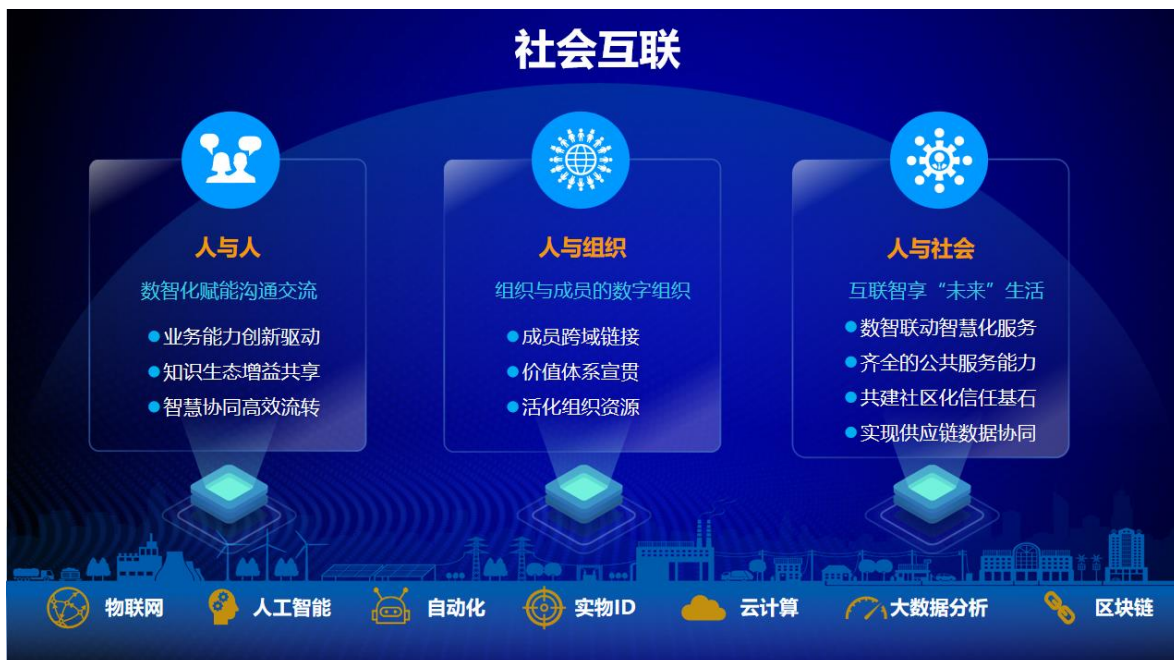 社会互联
人与人
数智化赋能沟通交流
业务能力创新驱动
知识生态增益共享
智慧协同高效流转
人与组织
组织与成员的数字组织
成员跨域链接
价值体系宣贯
活化组织资源
人与社会
互联智享“未来”生活
数智联动智慧化服务
齐全的公共服务能力
共建社区化信任基石
实现供应链数据协同
物联网
人工智能
自动化
实物ID
云计算
大数据分析
区块链